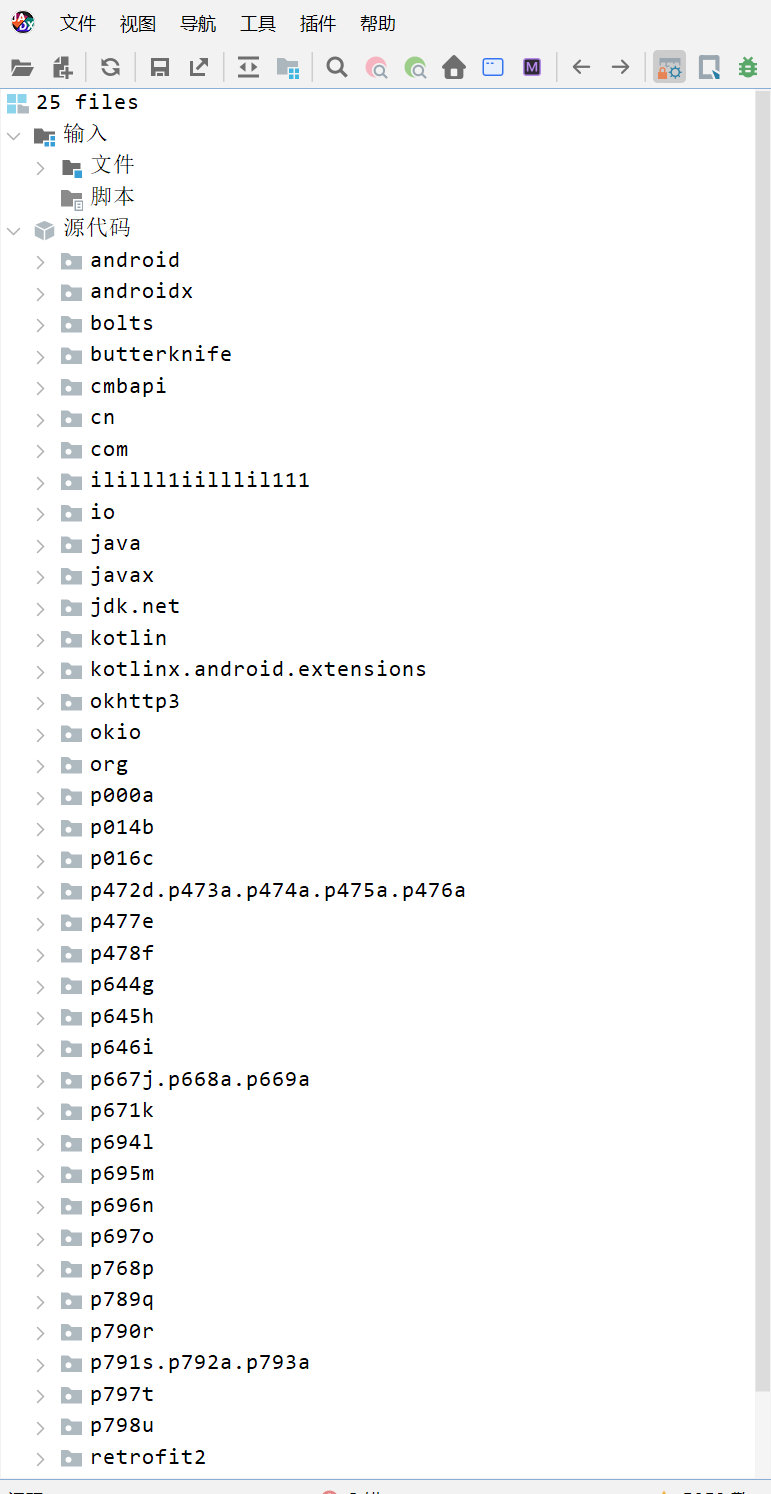 文件 视图 导航 工具 插件 帮助
25 files
输入
文件
脚本
源代码
android
androidx
bolts
butterknife
cmbapi
cn
com
ililll1iilllil111
io
java
javax
jdk.net
kotlin
kotlinx.android.extensions
okhttp3
okio
org
p000a
p014b
p016c
p472d.p473a.p474a.p475a.p476a
p477e
p478f
p644g
p645h
p646i
p667j.p668a.p669a
p671k
p694l
p695m
p696n
p697o
p768p
p789q
p790r
p791s.p792a.p793a
p797t
p798u
retrofit2